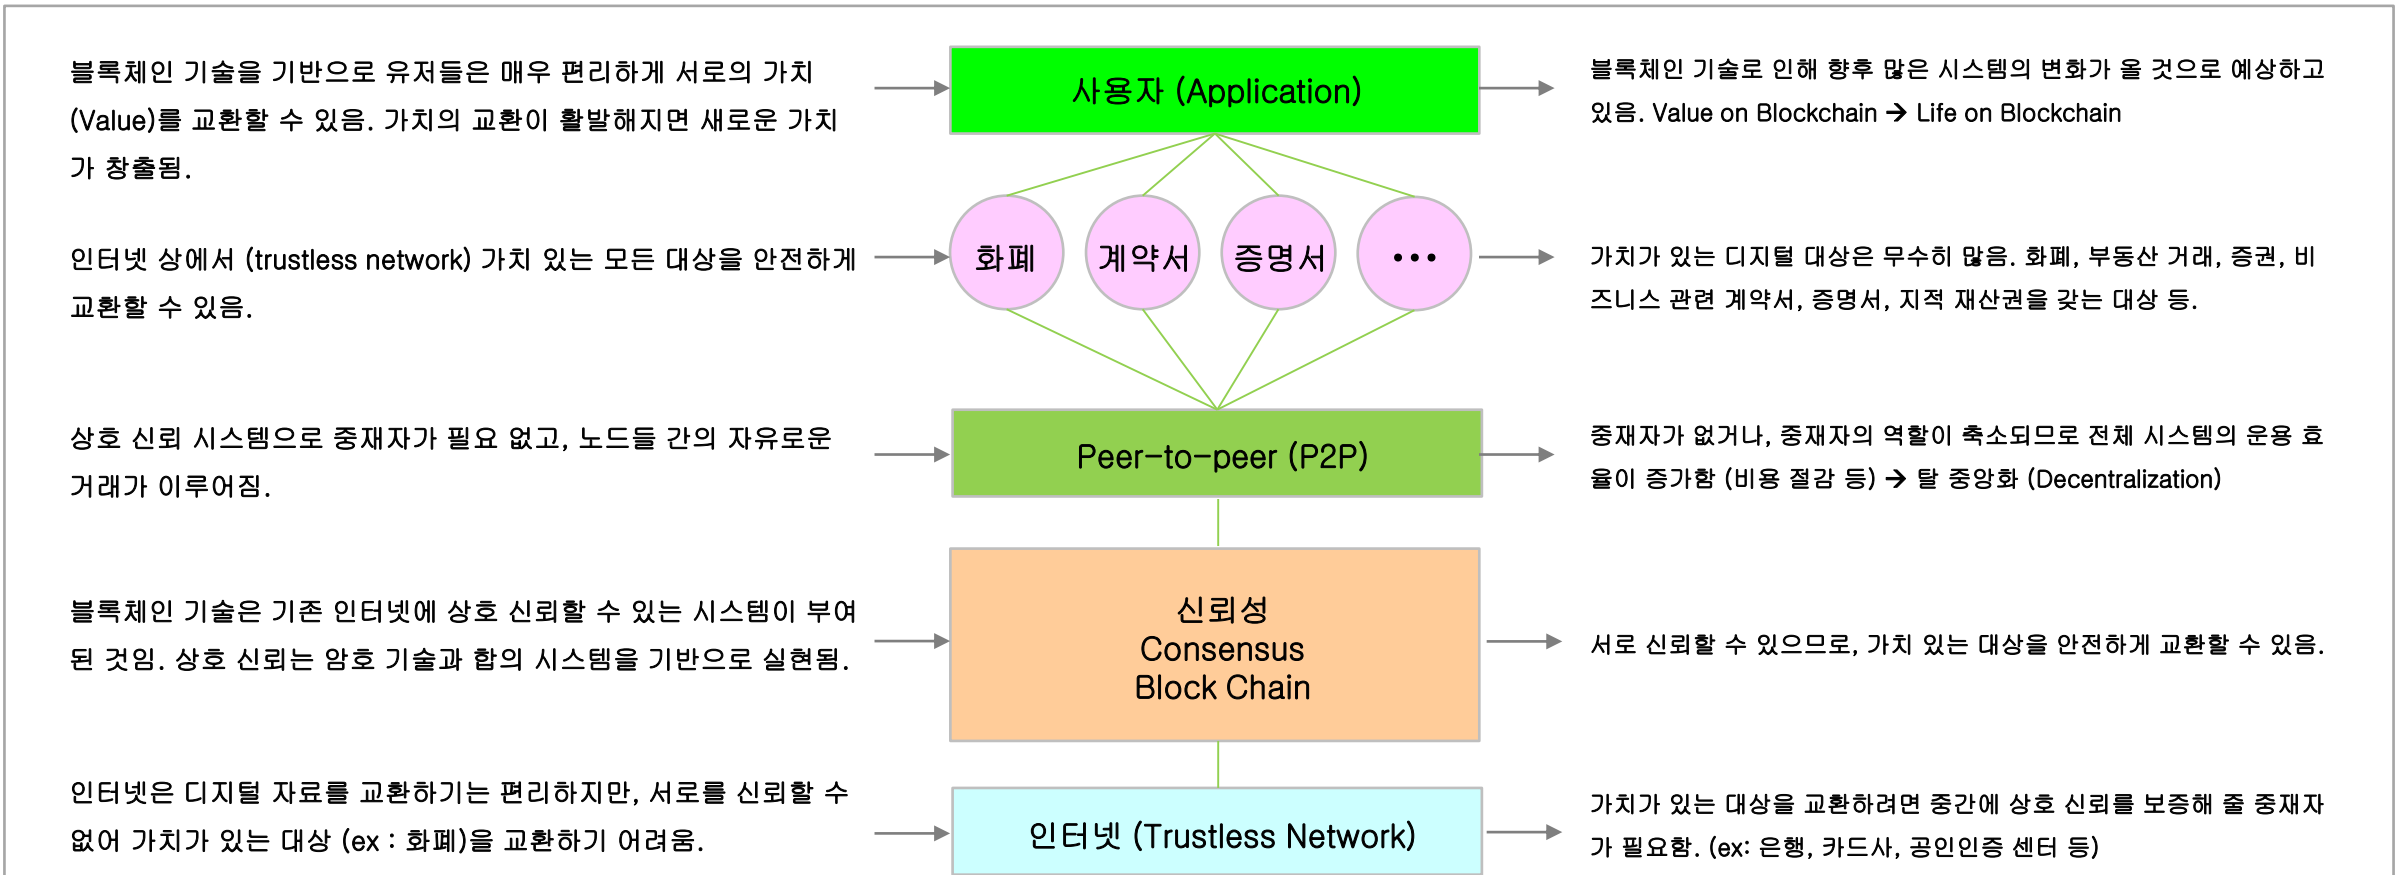 블록체인 기술을 기반으로 유저들은 매우 편리하게 서로의 가치
(Value)를 교환할 수 있음. 가치의 교환이 활발해지면 새로운 가치
가 창출됨.
사용자 (Application)
블록체인 기술로 인해 향후 많은 시스템의 변화가 올 것으로 예상하고
있음. Value on Blockchain → Life on Blockchain
인터넷 상에서 (trustless network) 가치 있는 모든 대상을 안전하게
교환할 수 있음.
화폐
계약서
증명서
•••
가치가 있는 디지털 대상은 무수히 많음. 화폐, 부동산 거래, 증권, 비
즈니스 관련 계약서, 증명서, 지적 재산권을 갖는 대상 등.
상호 신뢰 시스템으로 중재자가 필요 없고, 노드들 간의 자유로운
거래가 이루어짐.
Peer-to-peer (P2P)
중재자가 없거나, 중재자의 역할이 축소되므로 전체 시스템의 운용 효
율이 증가함 (비용 절감 등) → 탈 중앙화 (Decentralization)
블록체인 기술은 기존 인터넷에 상호 신뢰할 수 있는 시스템이 부여
된 것임. 상호 신뢰는 암호 기술과 합의 시스템을 기반으로 실현됨.
신뢰성
Consensus
Block Chain
서로 신뢰할 수 있으므로, 가치 있는 대상을 안전하게 교환할 수 있음.
인터넷은 디지털 자료를 교환하기는 편리하지만, 서로를 신뢰할 수
없어 가치가 있는 대상 (ex : 화폐)을 교환하기 어려움.
인터넷 (Trustless Network)
가치가 있는 대상을 교환하려면 중간에 상호 신뢰를 보증해 줄 중재자
가 필요함. (ex: 은행, 카드사, 공인인증 센터 등)